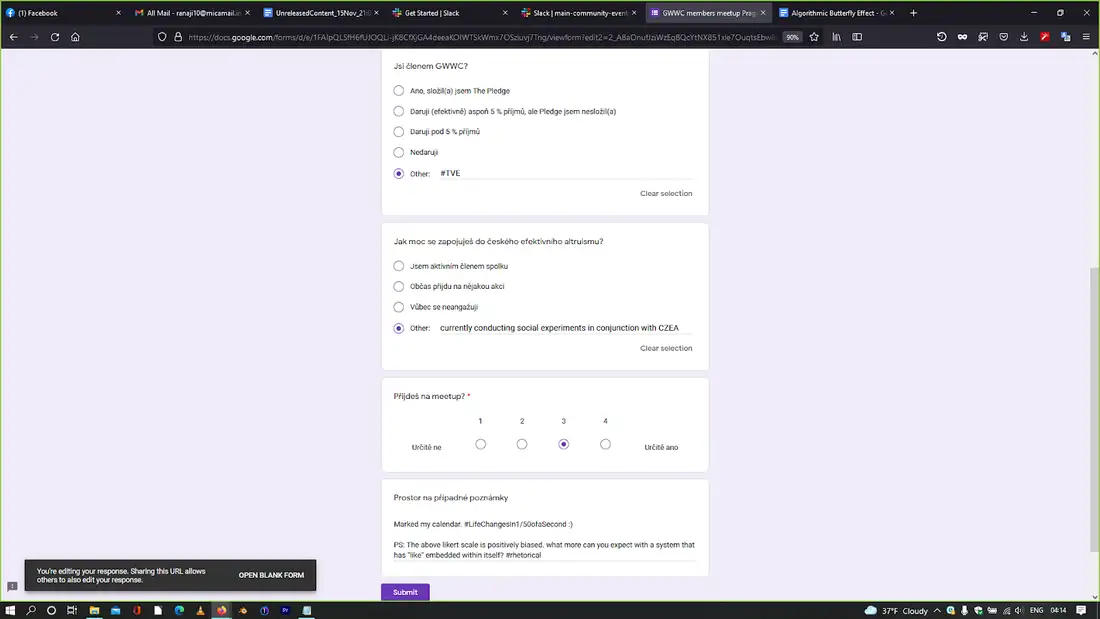 (1) Facebook
All Mail - ranaji10@micamail.in
UnreleasedContent_15Nov_21
Get Started | Slack
Slack | main-community-event
GWWC members meetup Prag
Algorithmic Butterfly Effect - Go
90%
Jsi členem GWWC?
Ano, složil(a) jsem The Pledge
Daruji (efektivně) aspoň 5 % příjmů, ale Pledge jsem nesložil(a)
Daruji pod 5 % příjmů
Nedaruji
Other: #TVE
Clear selection
Jak moc se zapojuješ do českého efektivního altruismu?
Jsem aktivním členem spolku
Občas přijdu na nějakou akci
Vůbec se neangažuji
Other: currently conducting social experiments in conjunction with CZEA
Clear selection
Přijdeš na meetup? *
1 2 3 4
Určitě ne Určitě ano
Prostor na případné poznámky
Marked my calendar. #LifeChangesIn1/50ofaSecond :)
PS: The above likert scale is positively biased. what more can you expect with a system that
has "like" embedded within itself? #rhetorical
You're editing your response. Sharing this URL allows
others to also edit your response.
OPEN BLANK FORM
Submit
37°F Cloudy ENG 04:14